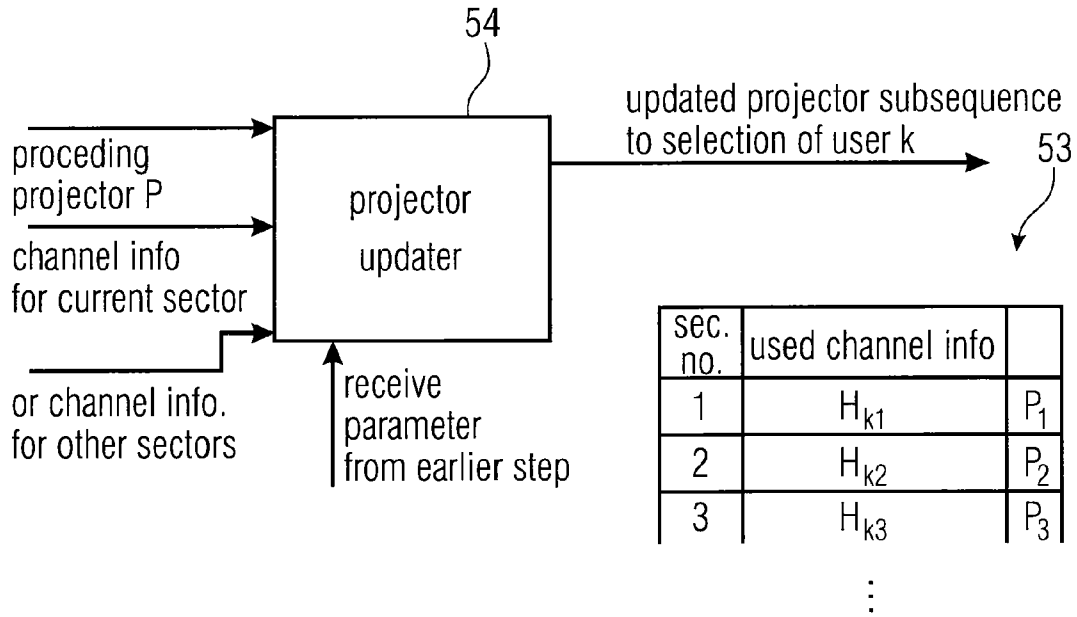 54
proceding
projector P
channel info
for current sector
or channel info.
for other sectors
projector
updater
receive
parameter
from earlier step
updated projector subsequence
to selection of user k
53
sec.
no.
used channel info
1 Hk1 P1
2 Hk2 P2
3 Hk3 P3
⋮